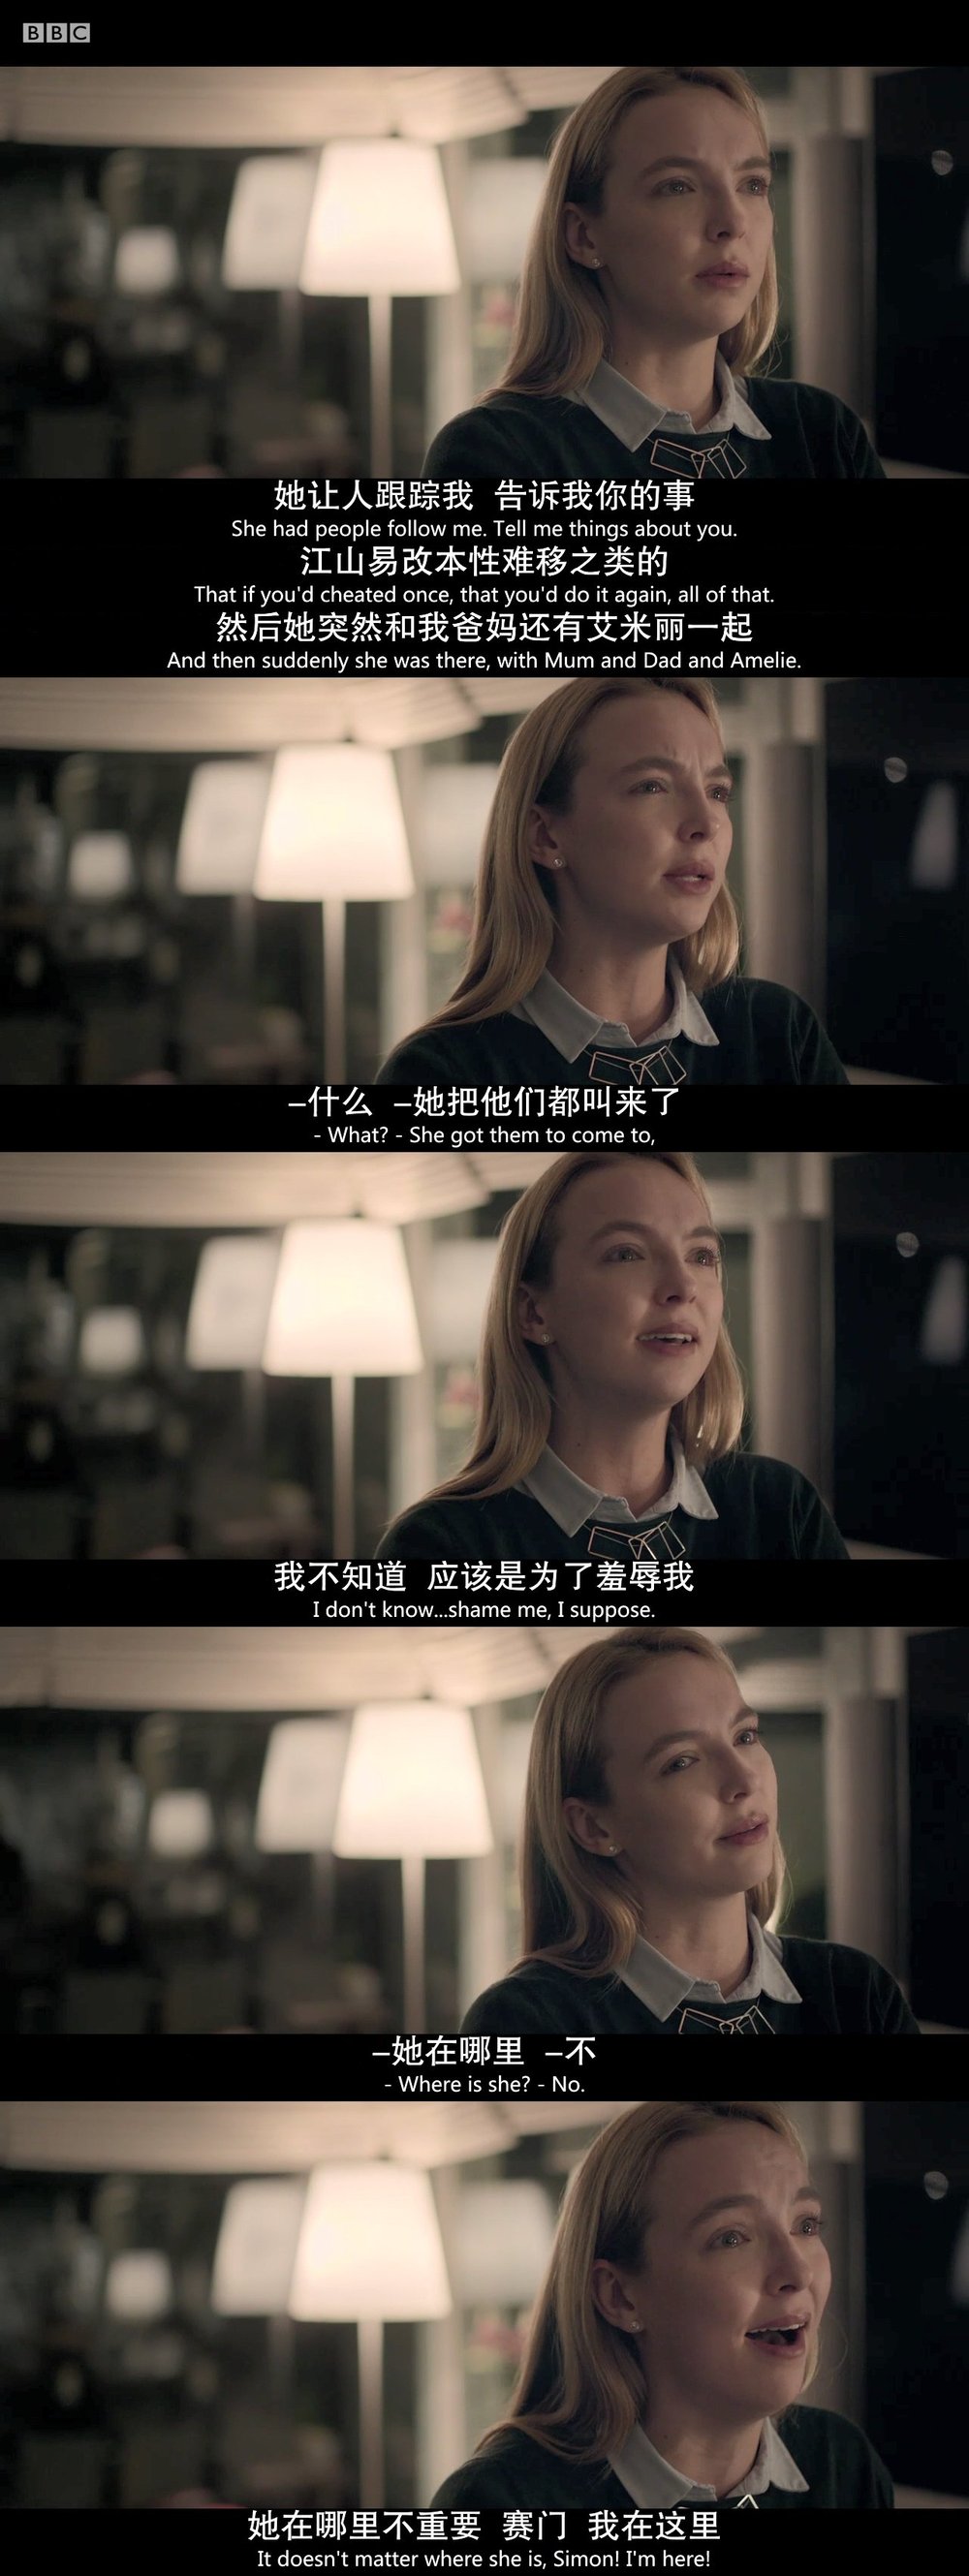 BBC
她让人跟踪我 告诉我你的事
She had people follow me. Tell me things about you.
江山易改本性难移之类的
That if you'd cheated once, that you'd do it again, all of that.
然后她突然和我爸妈还有艾米丽一起
And then suddenly she was there, with Mum and Dad and Amelie.
–什么 –她把他们都叫来了
- What? - She got them to come to,
我不知道 应该是为了羞辱我
I don't know...shame me, I suppose.
–她在哪里 –不
- Where is she? - No.
她在哪里不重要 赛门 我在这里
It doesn't matter where she is, Simon! I'm here!